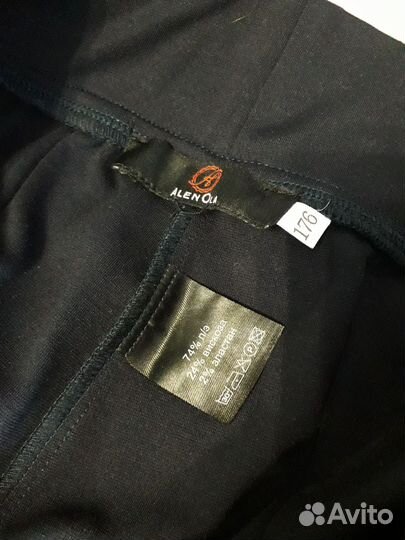 ALENOLA
176
74% п/э
24% вискоза
2% эластан
Avito